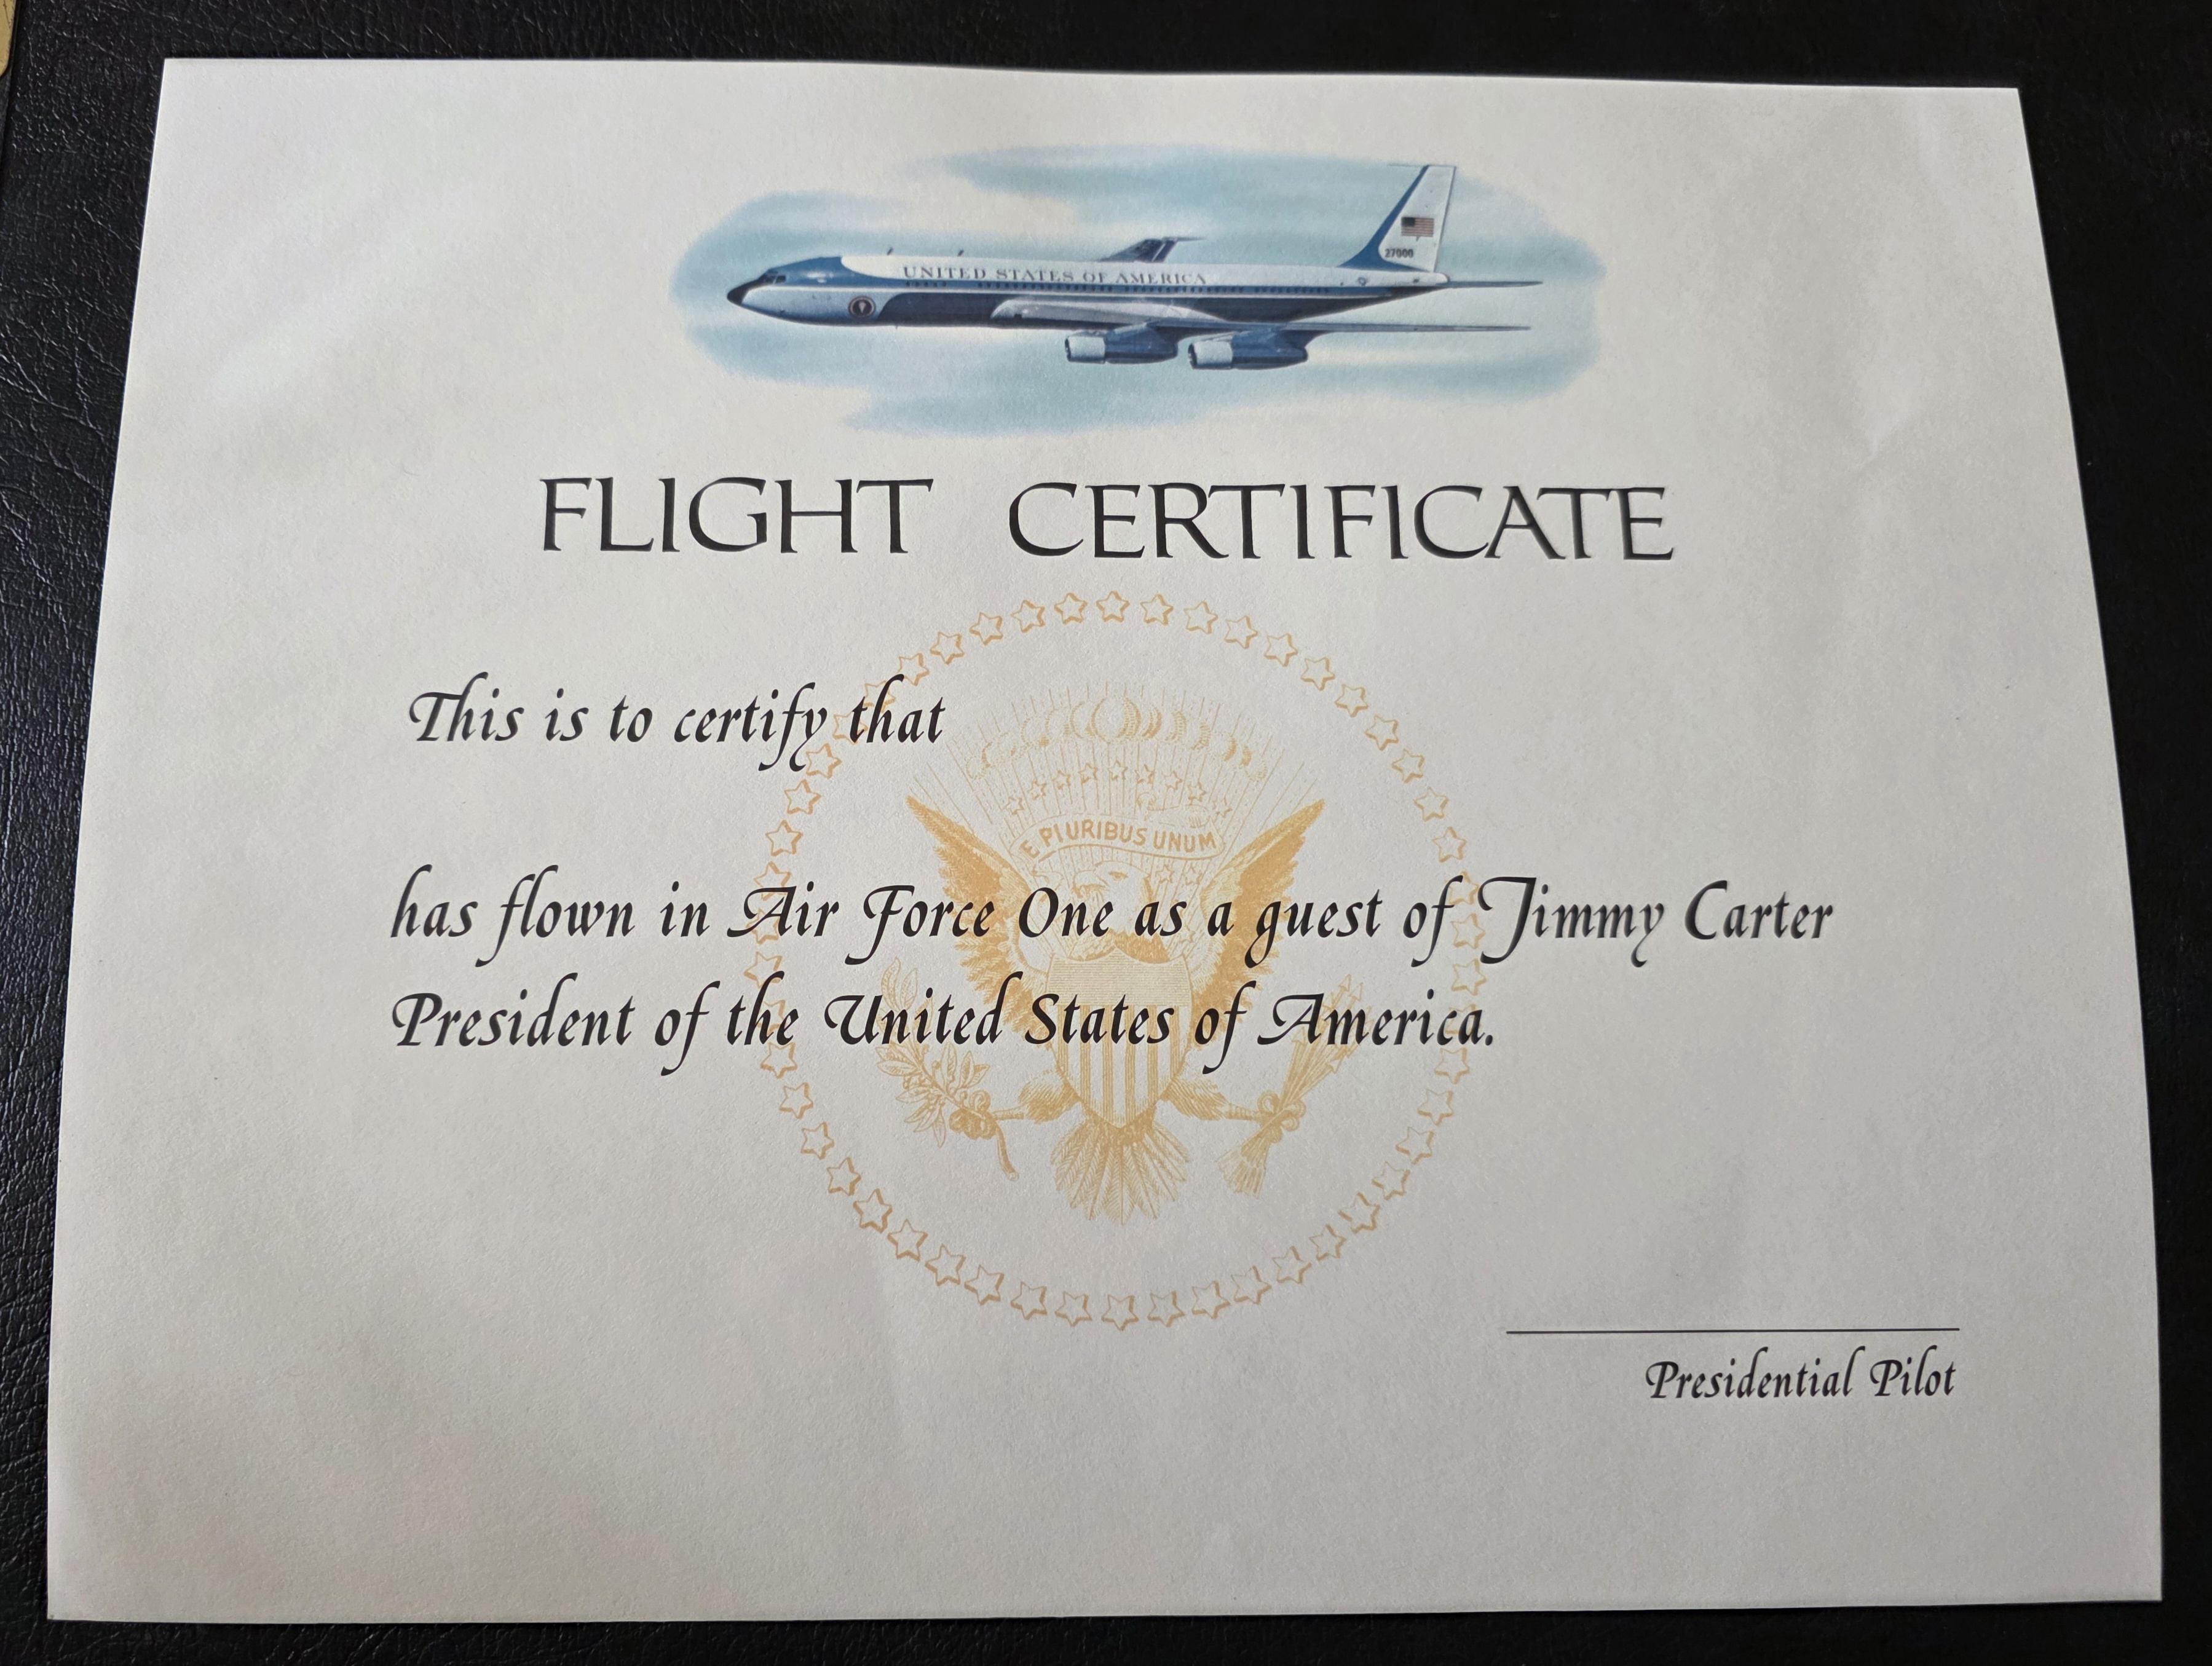 UNITED STATES OF AMERICA
27000
FLIGHT CERTIFICATE
This is to certify that
E PLURIBUS UNUM
has flown in Air Force One as a guest of Jimmy Carter
President of the United States of America.
Presidential Pilot